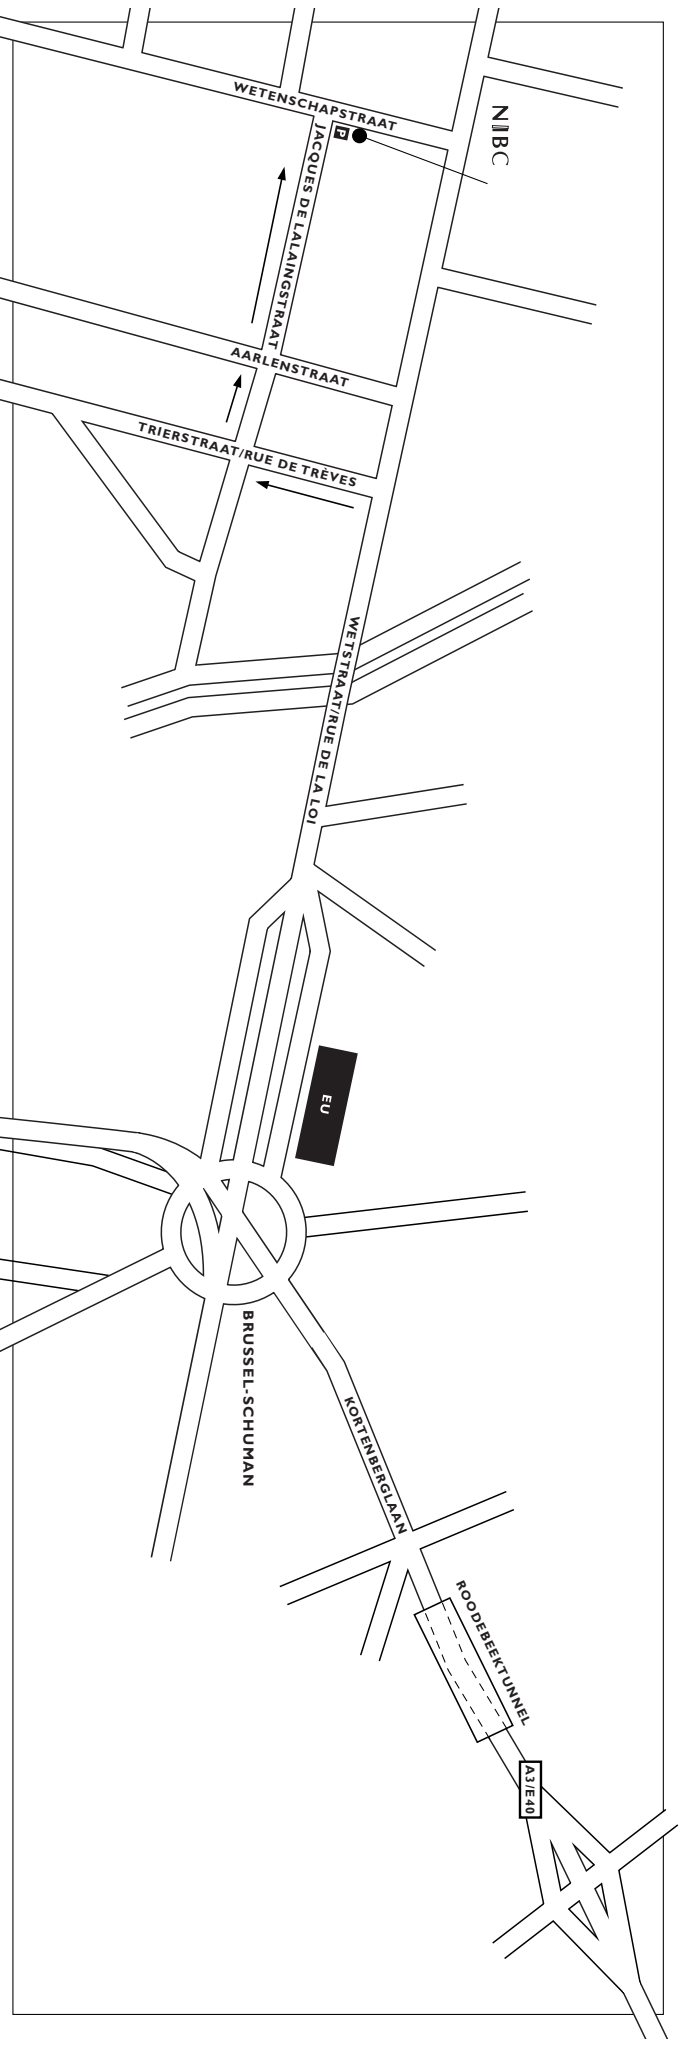 WETENSCHAPSTRAAT
P
NIBC
JACQUES DE LALAINGSTRAAT
AARLENSTRAAT
TRIERSTRAAT/RUE DE TRÈVES
WETSTRAAT/RUE DE LA LOI
EU
BRUSSEL-SCHUMAN
KORTENBERGLAAN
ROODEBEEKTUNNEL
A3/E40